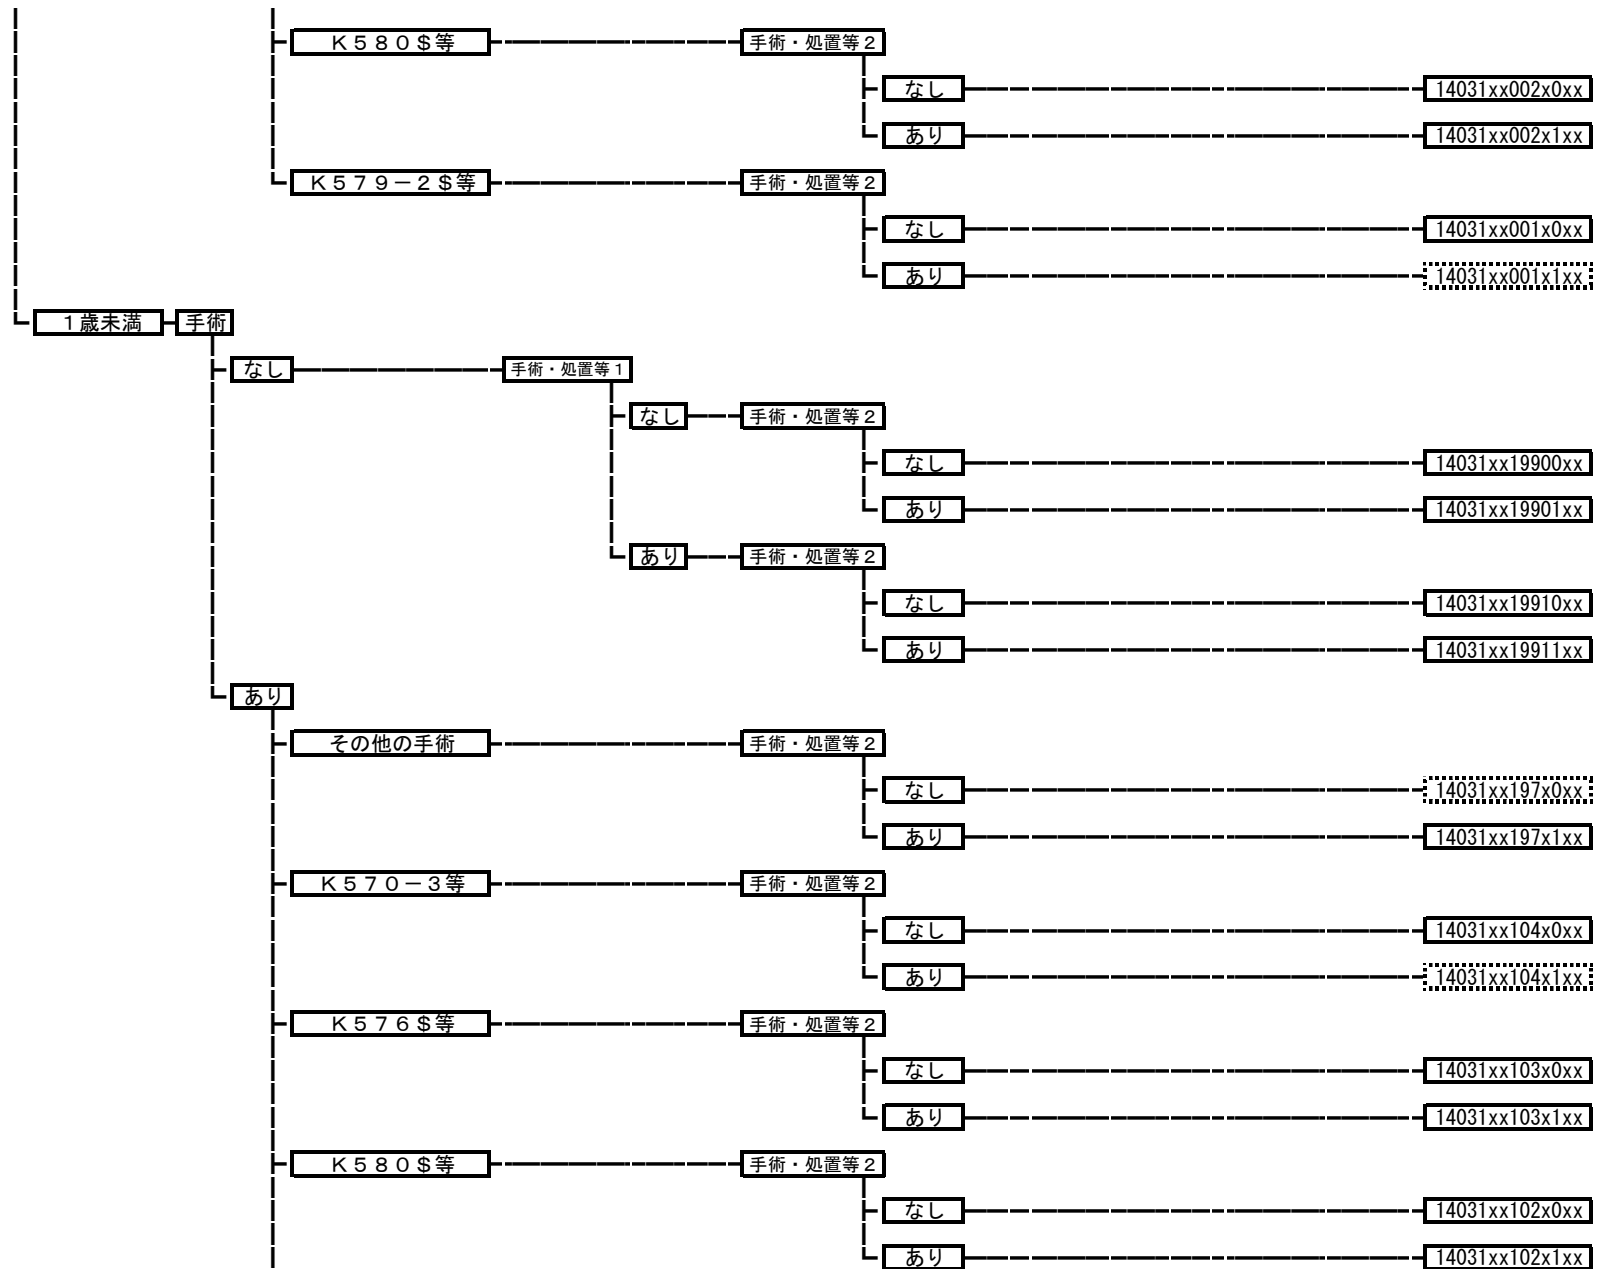 Ｋ５８０＄等 手術・処置等２
なし 14031xx002x0xx
あり 14031xx002x1xx
Ｋ５７９－２＄等 手術・処置等２
なし 14031xx001x0xx
あり 14031xx001x1xx
１歳未満 手術
なし 手術・処置等１
なし 手術・処置等２
なし 14031xx19900xx
あり 14031xx19901xx
あり 手術・処置等２
なし 14031xx19910xx
あり 14031xx19911xx
あり
その他の手術 手術・処置等２
なし 14031xx197x0xx
あり 14031xx197x1xx
Ｋ５７０－３等 手術・処置等２
なし 14031xx104x0xx
あり 14031xx104x1xx
Ｋ５７６＄等 手術・処置等２
なし 14031xx103x0xx
あり 14031xx103x1xx
Ｋ５８０＄等 手術・処置等２
なし 14031xx102x0xx
あり 14031xx102x1xx